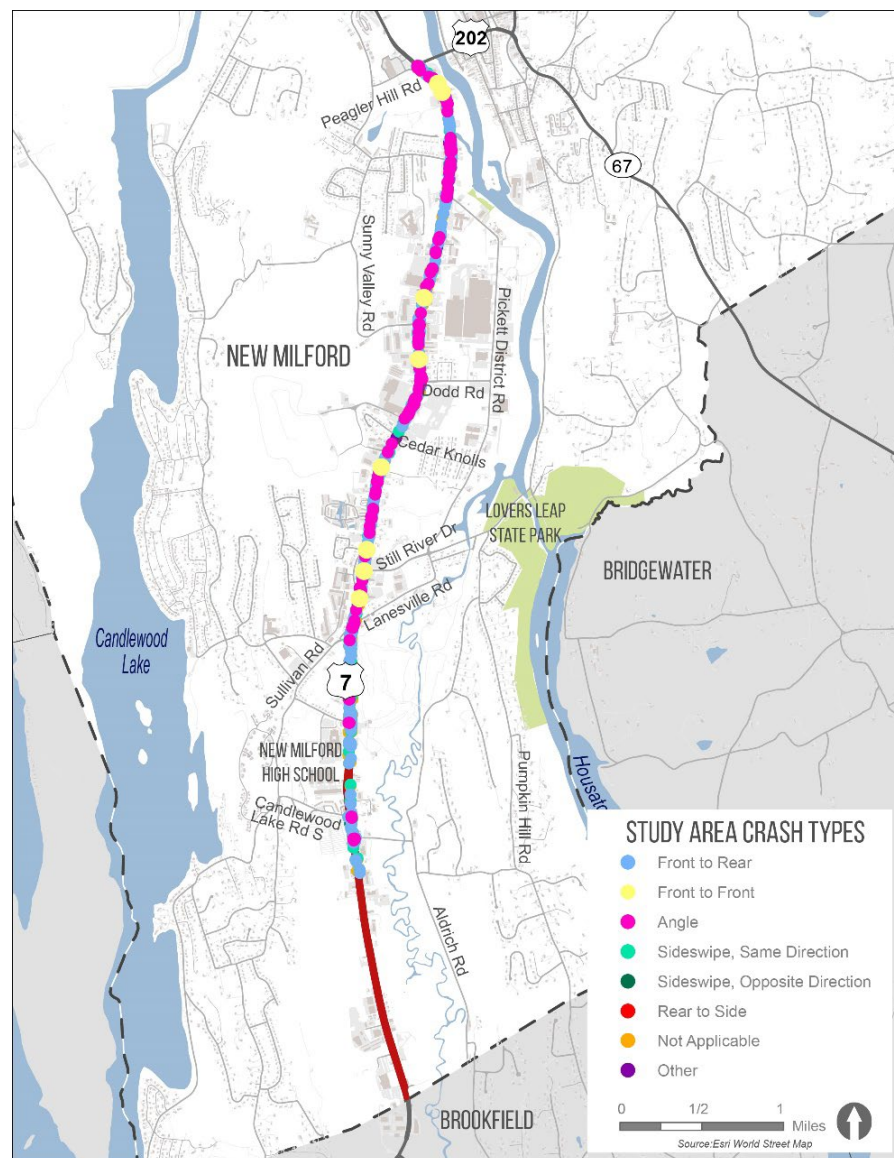 202
Peagler Hill Rd
67
Sunny Valley Rd
Pickett District Rd
NEW MILFORD
Dodd Rd
Cedar Knolls
LOVERS LEAP
STATE PARK
Still River Dr
BRIDGEWATER
Lanesville Rd
Candlewood
Lake
Sullivan Rd
7
NEW MILFORD
HIGH SCHOOL
Candlewood
Lake Rd S
Pumpkin Hill Rd
Housato
Aldrich Rd
BROOKFIELD
STUDY AREA CRASH TYPES
Front to Rear
Front to Front
Angle
Sideswipe, Same Direction
Sideswipe, Opposite Direction
Rear to Side
Not Applicable
Other
0 1/2 1 Miles
Source:Esri World Street Map